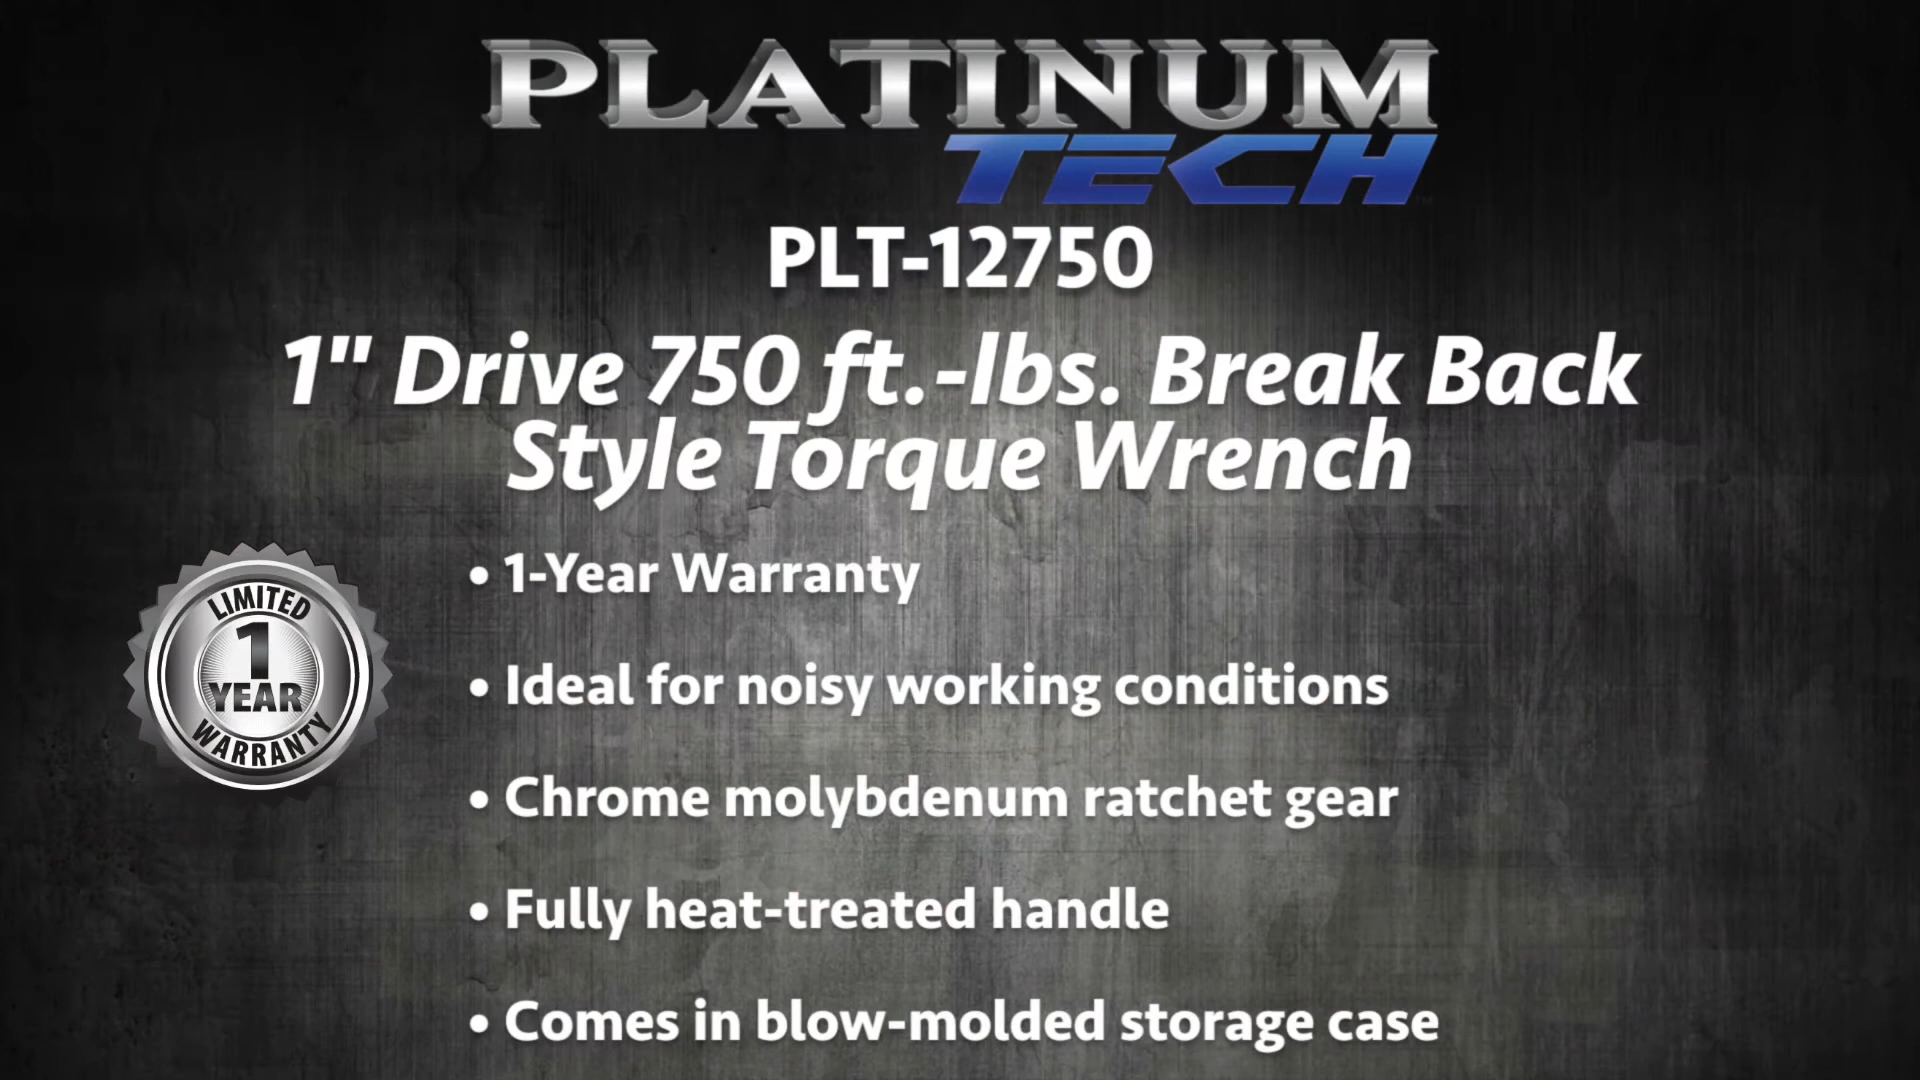 PLATINUM
TECH
PLT-12750
1" Drive 750 ft.-lbs. Break Back
Style Torque Wrench
• 1-Year Warranty
• Ideal for noisy working conditions
• Chrome molybdenum ratchet gear
• Fully heat-treated handle
• Comes in blow-molded storage case
LIMITED
1
YEAR
WARRANTY